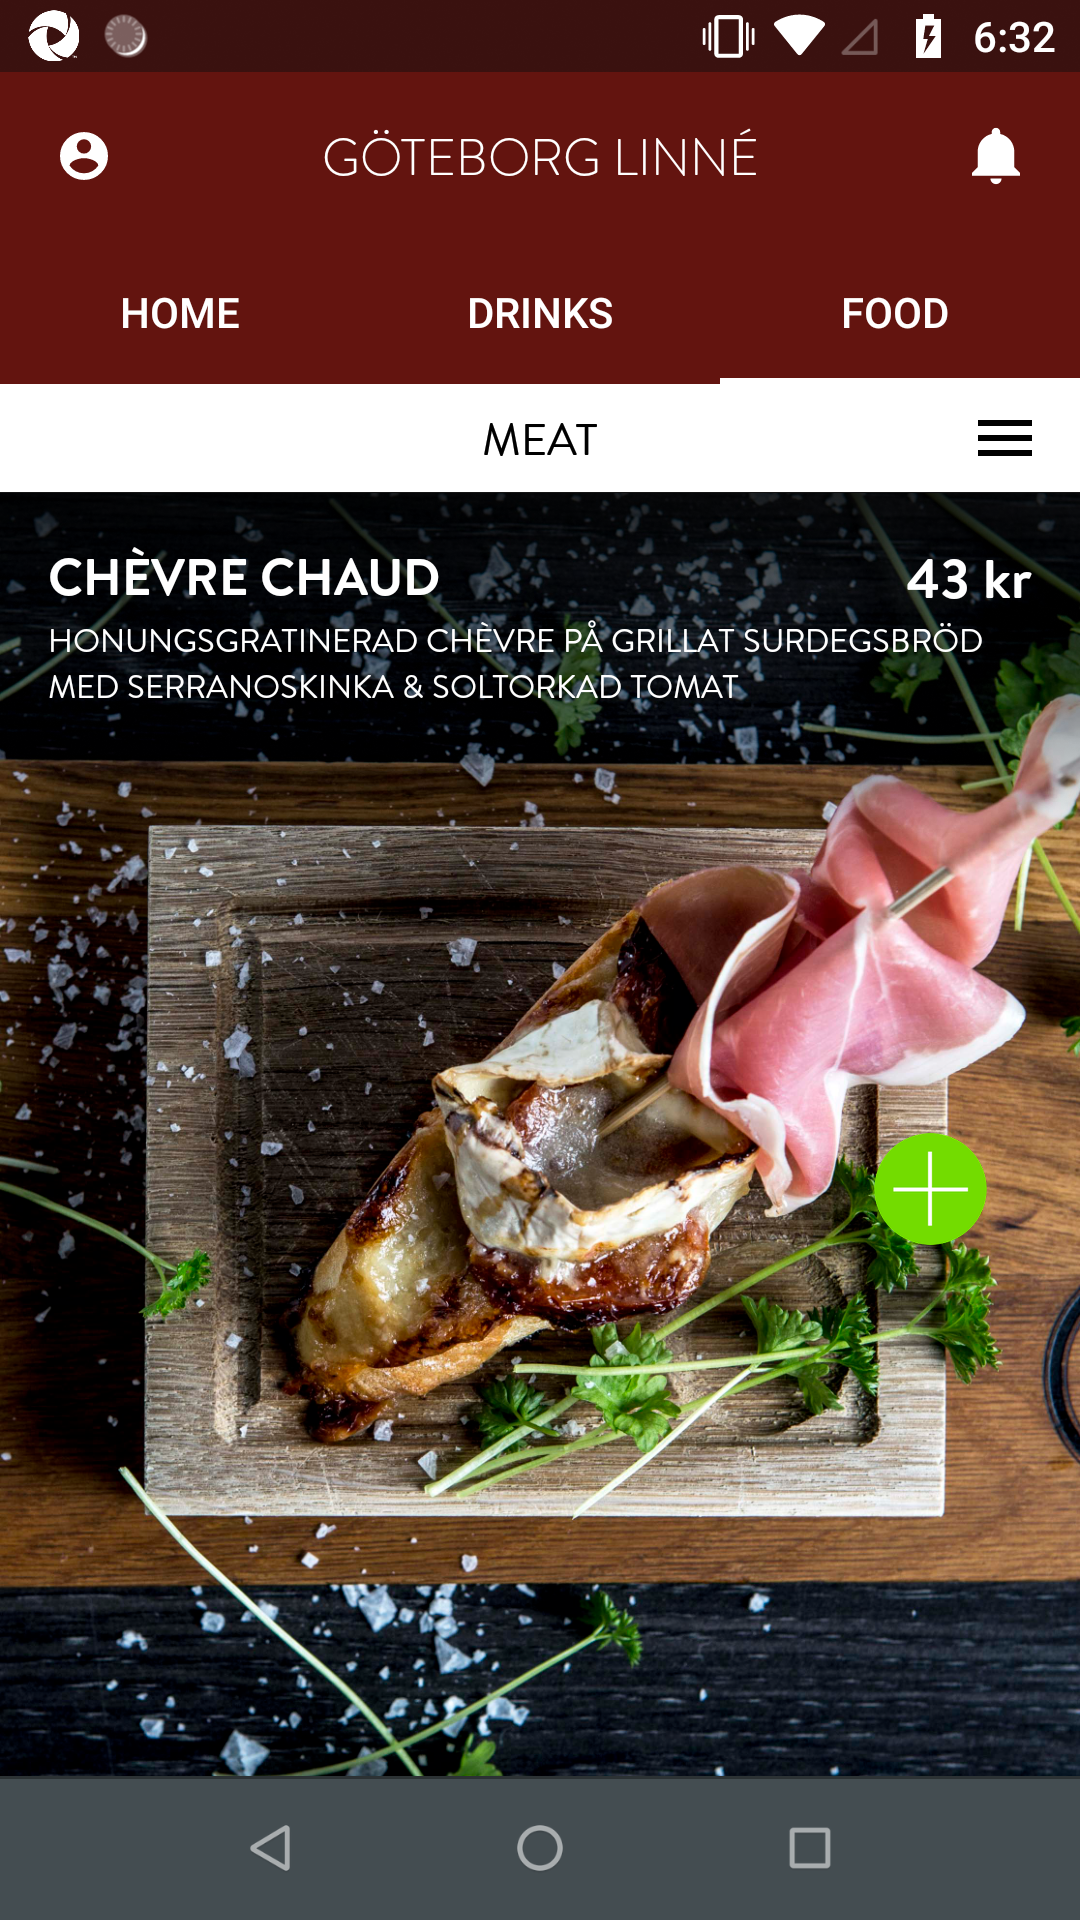 6:32
GÖTEBORG LINNÉ
HOME DRINKS FOOD
MEAT
CHÈVRE CHAUD 43 kr
HONUNGSGRATINERAD CHÈVRE PÅ GRILLAT SURDEGSBRÖD
MED SERRANOSKINKA & SOLTORKAD TOMAT